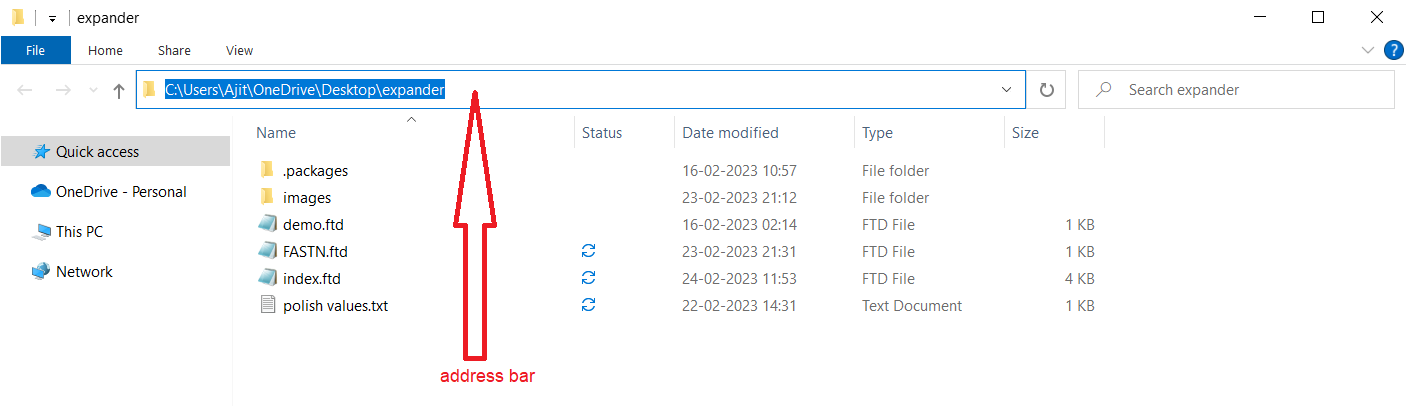 expander
File Home Share View
C:\Users\Ajit\OneDrive\Desktop\expander Search expander
Name Status Date modified Type Size
Quick access
OneDrive - Personal
This PC
Network
.packages 16-02-2023 10:57 File folder
images 23-02-2023 21:12 File folder
demo.ftd 16-02-2023 02:14 FTD File 1 KB
FASTN.ftd 23-02-2023 21:31 FTD File 1 KB
index.ftd 24-02-2023 11:53 FTD File 4 KB
polish values.txt 22-02-2023 14:31 Text Document 1 KB
address bar